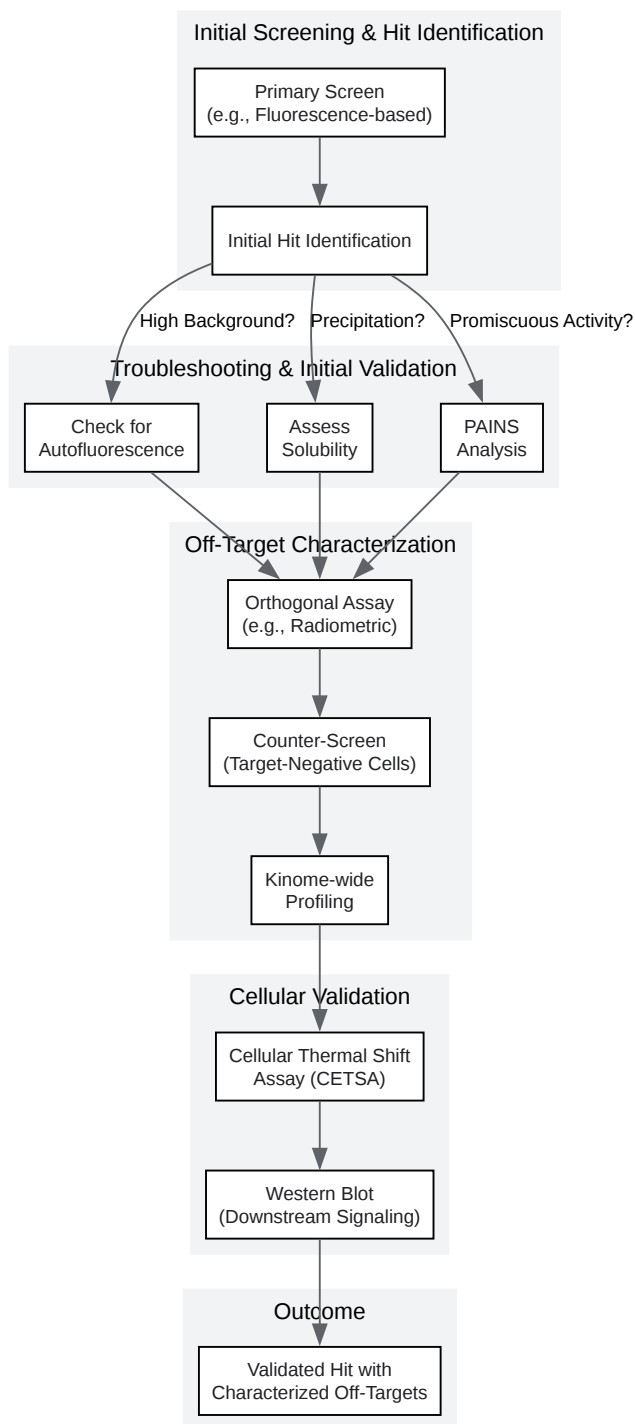 Initial Screening & Hit Identification
Primary Screen
(e.g., Fluorescence-based)
Initial Hit Identification
High Background?
Precipitation?
Promiscuous Activity?
Troubleshooting & Initial Validation
Check for
Autofluorescence
Assess
Solubility
PAINS
Analysis
Off-Target Characterization
Orthogonal Assay
(e.g., Radiometric)
Counter-Screen
(Target-Negative Cells)
Kinome-wide
Profiling
Cellular Validation
Cellular Thermal Shift
Assay (CETSA)
Western Blot
(Downstream Signaling)
Outcome
Validated Hit with
Characterized Off-Targets